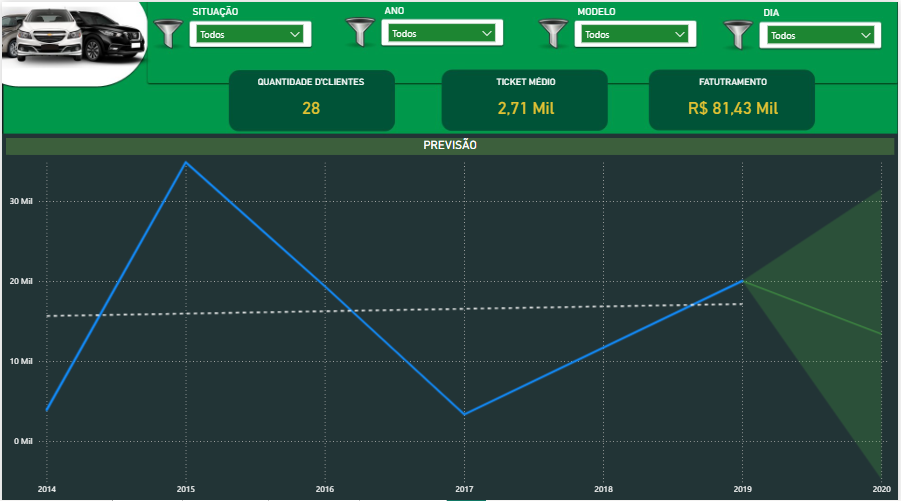 SITUAÇÃO
Todos
ANO
Todos
MODELO
Todos
DIA
Todos
QUANTIDADE D'CLIENTES
28
TICKET MÉDIO
2,71 Mil
FATUTRAMENTO
R$ 81,43 Mil
PREVISÃO
30 Mil
20 Mil
10 Mil
0 Mil
2014 2015 2016 2017 2018 2019 2020